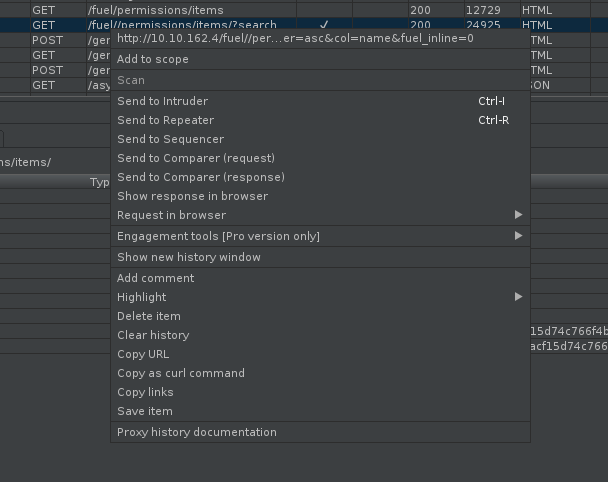 GET /fuel/permissions/items 200 12729 HTML
GET /fuel//permissions/items/?search ✓ 200 24925 HTML
http://10.10.162.4/fuel//per...er=asc&col=name&fuel_inline=0
POST /ger TML
Add to scope
GET /ger TML
POST /ger TML
Scan
GET /asy SON
Send to Intruder Ctrl-I
Send to Repeater Ctrl-R
Send to Sequencer
Send to Comparer (request)
ns/items/
Send to Comparer (response)
Typ
Show response in browser
Request in browser
Engagement tools [Pro version only]
Show new history window
Add comment
Highlight
Delete item
Clear history
15d74c766f4b
Copy URL
acf15d74c766
Copy as curl command
Copy links
Save item
Proxy history documentation